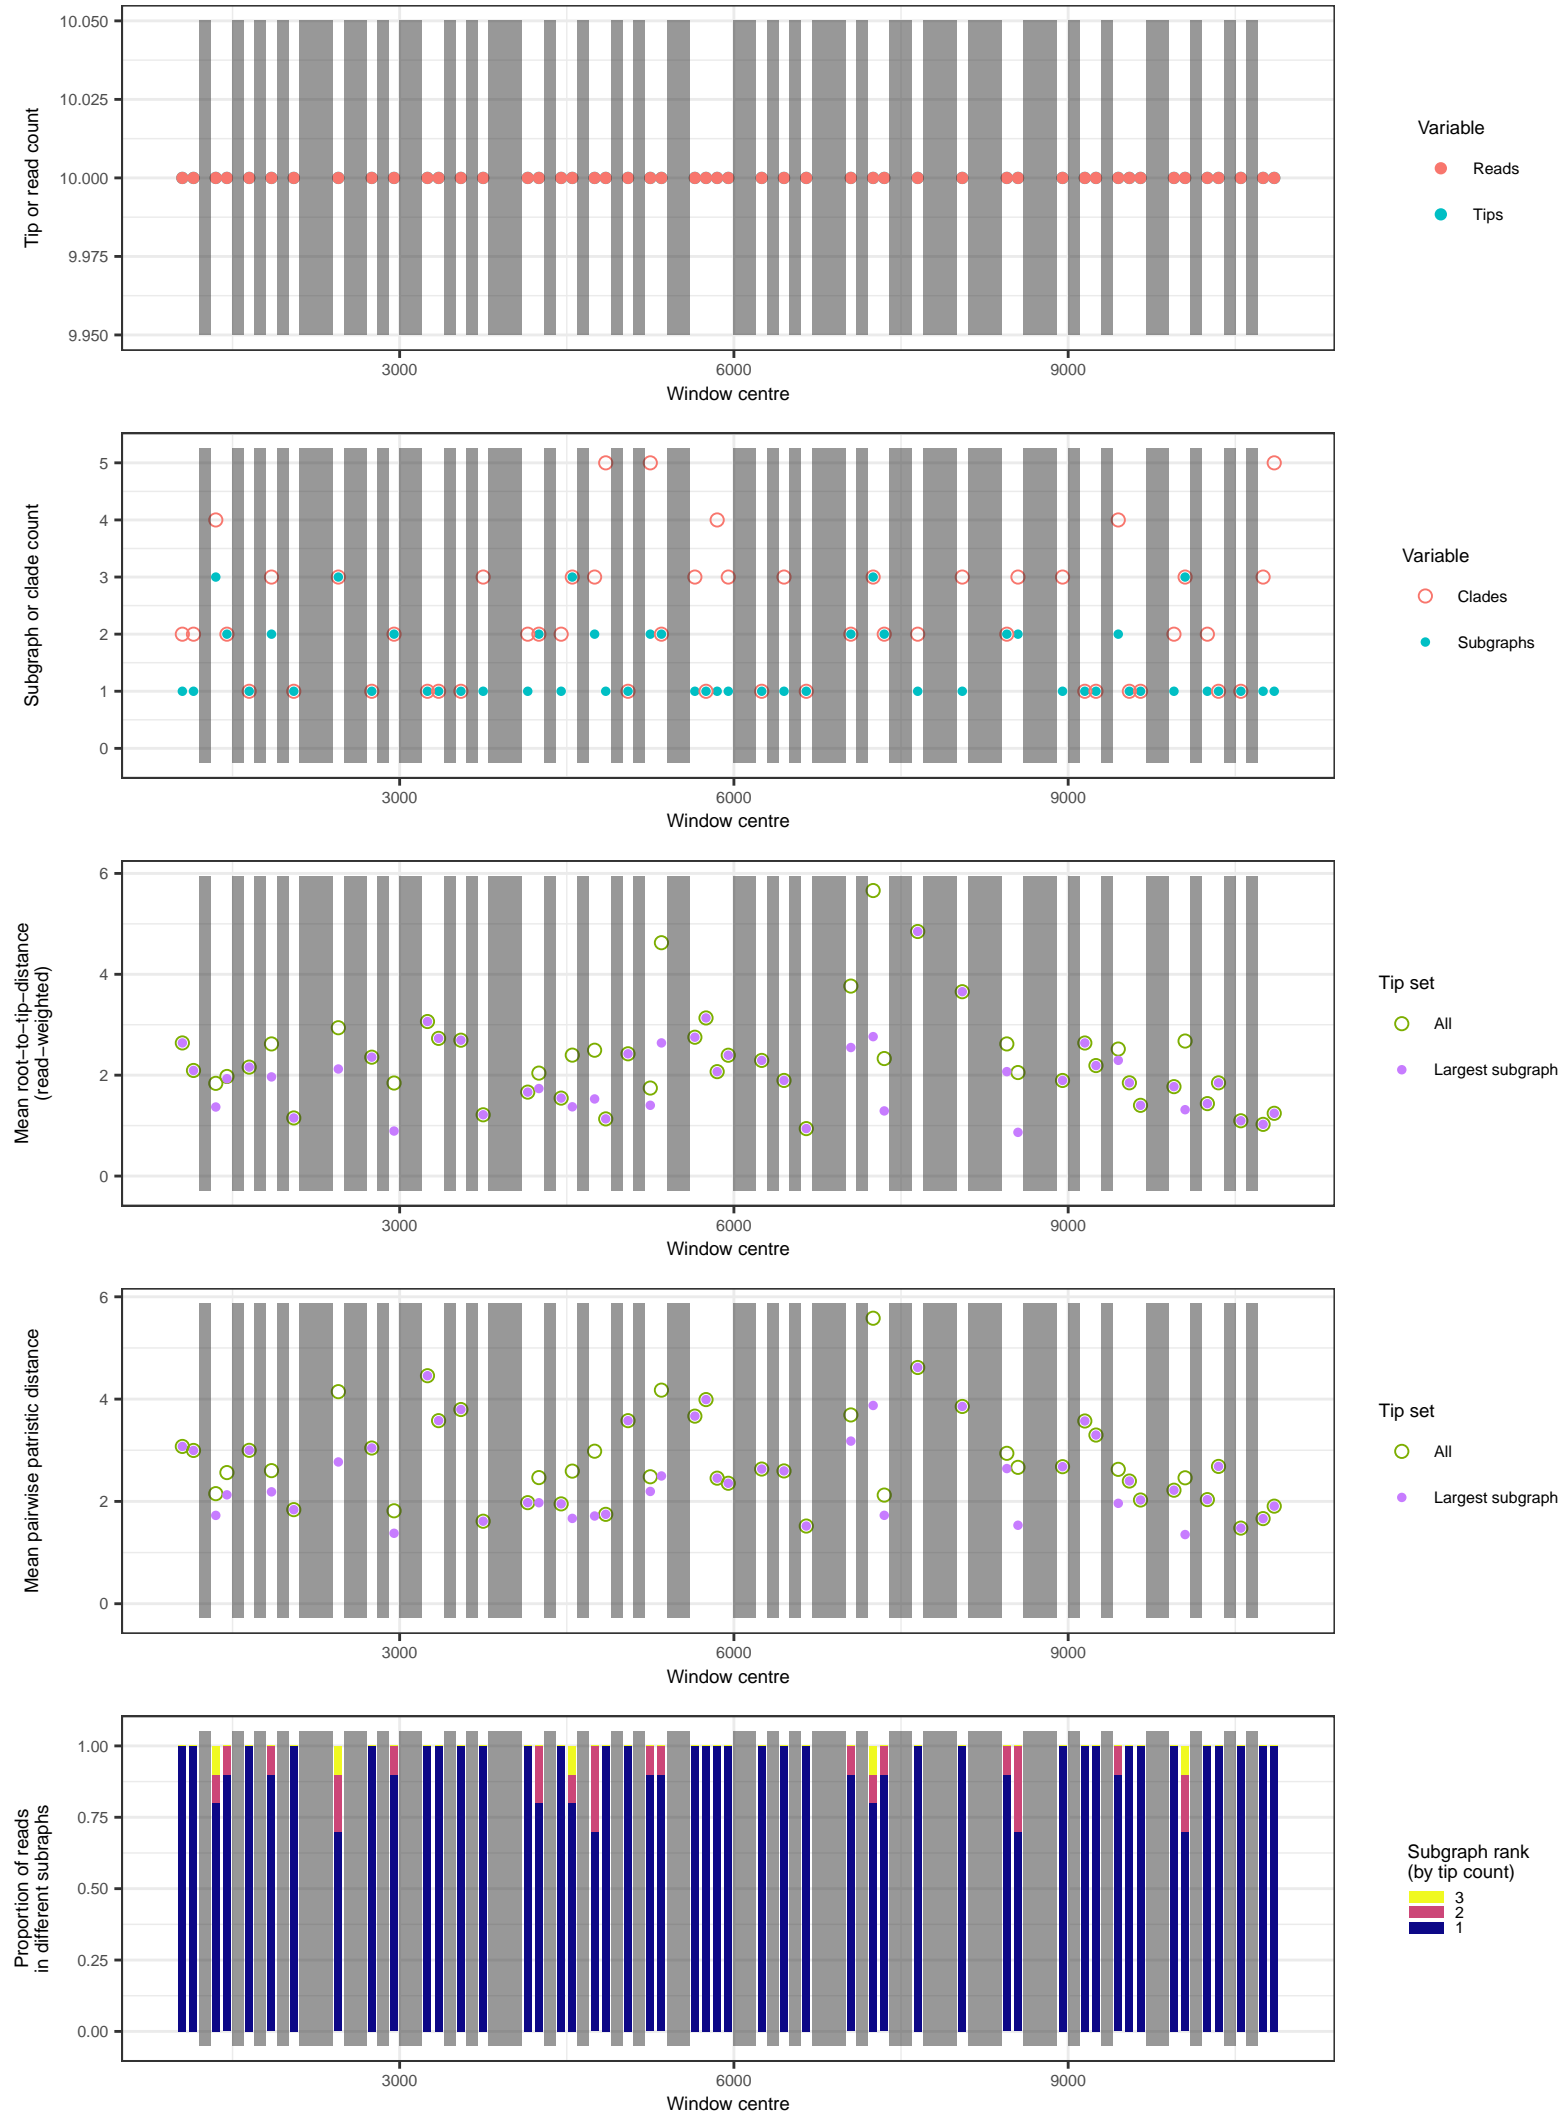 10.050
10.025
10.000
9.975
9.950
Tip or read count
3000
6000
9000
Window centre
Variable
Reads
Tips
5
4
3
2
1
0
Subgraph or clade count
3000
6000
9000
Window centre
Variable
Clades
Subgraphs
6
4
2
0
Mean root−to−tip−distance
(read−weighted)
3000
6000
9000
Window centre
Tip set
All
Largest subgraph
6
4
2
0
Mean pairwise patristic distance
3000
6000
9000
Window centre
Tip set
All
Largest subgraph
1.00
0.75
0.50
0.25
0.00
Proportion of reads
in different subraphs
3000
6000
9000
Window centre
Subgraph rank
(by tip count)
3
2
1